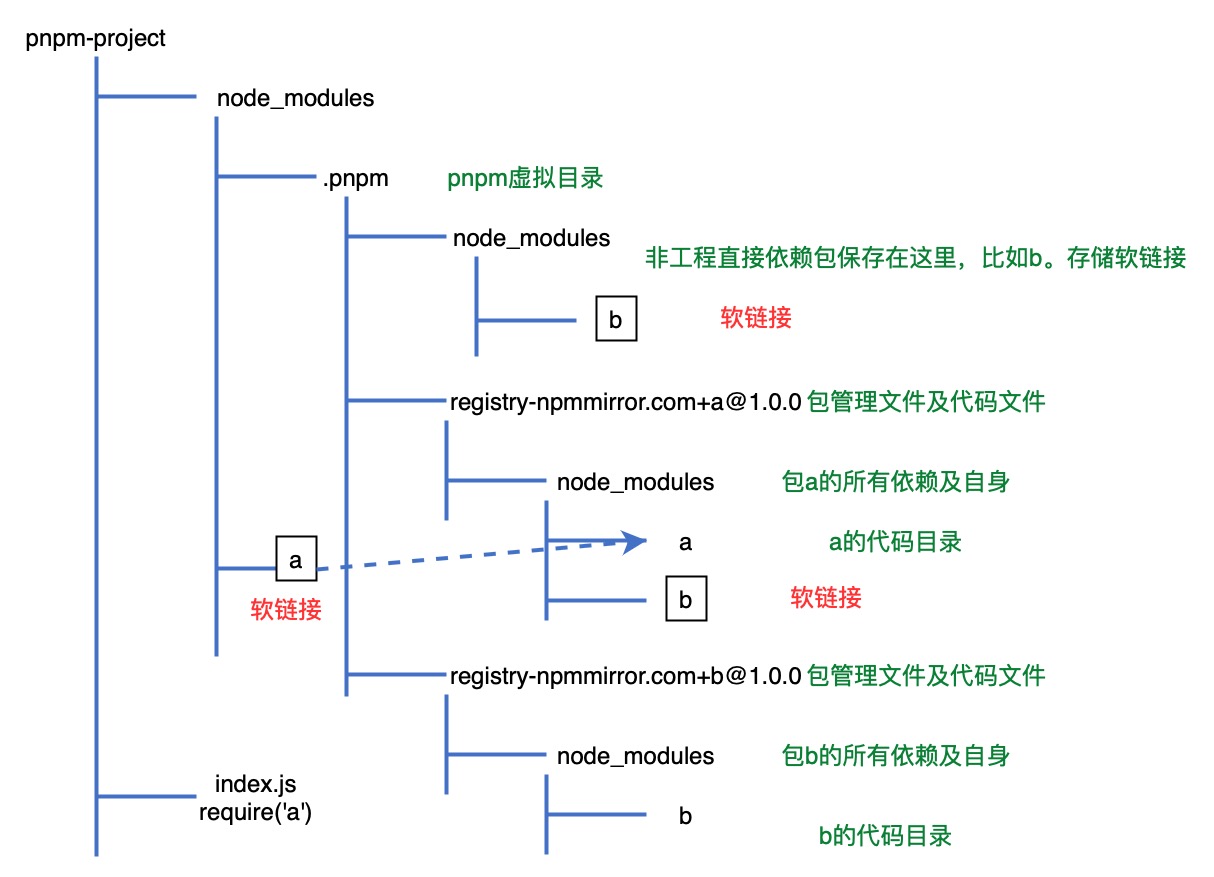 pnpm-project
node_modules
.pnpm
pnpm虚拟目录
node_modules
非工程直接依赖包保存在这里，比如b。存储软链接
b
软链接
registry-npmmirror.com+a@1.0.0 包管理文件及代码文件
node_modules
包a的所有依赖及自身
a
a的代码目录
a
软链接
b
软链接
registry-npmmirror.com+b@1.0.0 包管理文件及代码文件
node_modules
包b的所有依赖及自身
b
b的代码目录
index.js
require('a')